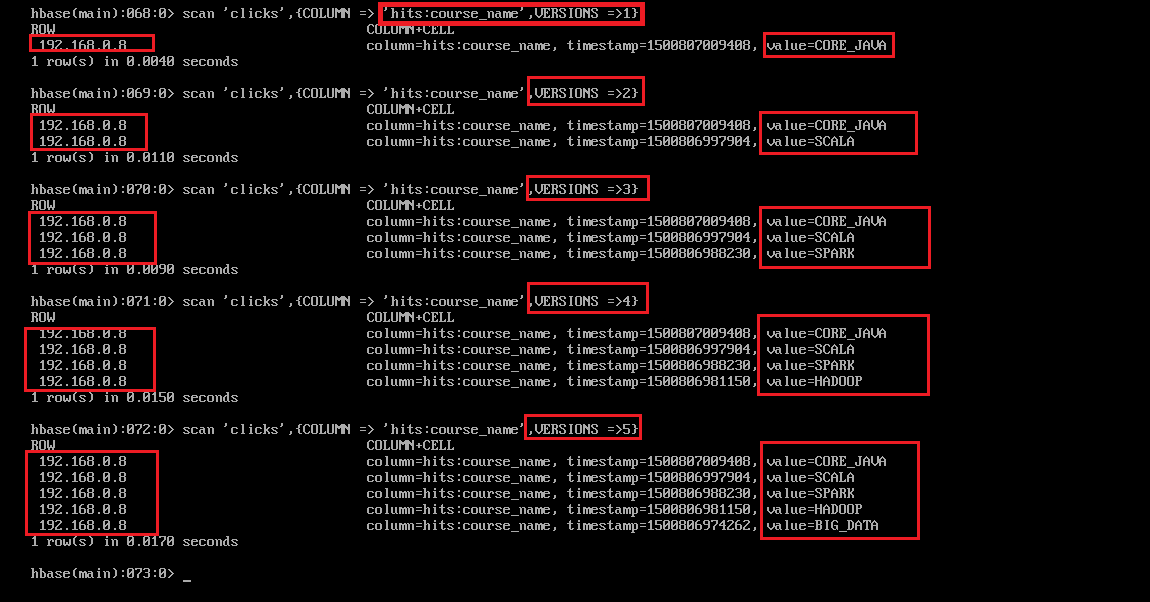 hbase(main):068:0> scan 'clicks',{COLUMN => 'hits:course_name',VERSIONS =>1}
ROW COLUMN+CELL
192.168.0.8 column=hits:course_name, timestamp=1500807009408, value=CORE_JAVA
1 row(s) in 0.0040 seconds
hbase(main):069:0> scan 'clicks',{COLUMN => 'hits:course_name',VERSIONS =>2}
ROW COLUMN+CELL
192.168.0.8 column=hits:course_name, timestamp=1500807009408, value=CORE_JAVA
192.168.0.8 column=hits:course_name, timestamp=1500806997904, value=SCALA
1 row(s) in 0.0110 seconds
hbase(main):070:0> scan 'clicks',{COLUMN => 'hits:course_name',VERSIONS =>3}
ROW COLUMN+CELL
192.168.0.8 column=hits:course_name, timestamp=1500807009408, value=CORE_JAVA
192.168.0.8 column=hits:course_name, timestamp=1500806997904, value=SCALA
192.168.0.8 column=hits:course_name, timestamp=1500806988230, value=SPARK
1 row(s) in 0.0090 seconds
hbase(main):071:0> scan 'clicks',{COLUMN => 'hits:course_name',VERSIONS =>4}
ROW COLUMN+CELL
192.168.0.8 column=hits:course_name, timestamp=1500807009408, value=CORE_JAVA
192.168.0.8 column=hits:course_name, timestamp=1500806997904, value=SCALA
192.168.0.8 column=hits:course_name, timestamp=1500806988230, value=SPARK
192.168.0.8 column=hits:course_name, timestamp=1500806981150, value=HADOOP
1 row(s) in 0.0150 seconds
hbase(main):072:0> scan 'clicks',{COLUMN => 'hits:course_name',VERSIONS =>5}
ROW COLUMN+CELL
192.168.0.8 column=hits:course_name, timestamp=1500807009408, value=CORE_JAVA
192.168.0.8 column=hits:course_name, timestamp=1500806997904, value=SCALA
192.168.0.8 column=hits:course_name, timestamp=1500806988230, value=SPARK
192.168.0.8 column=hits:course_name, timestamp=1500806981150, value=HADOOP
192.168.0.8 column=hits:course_name, timestamp=1500806974262, value=BIG_DATA
1 row(s) in 0.0170 seconds
hbase(main):073:0> _